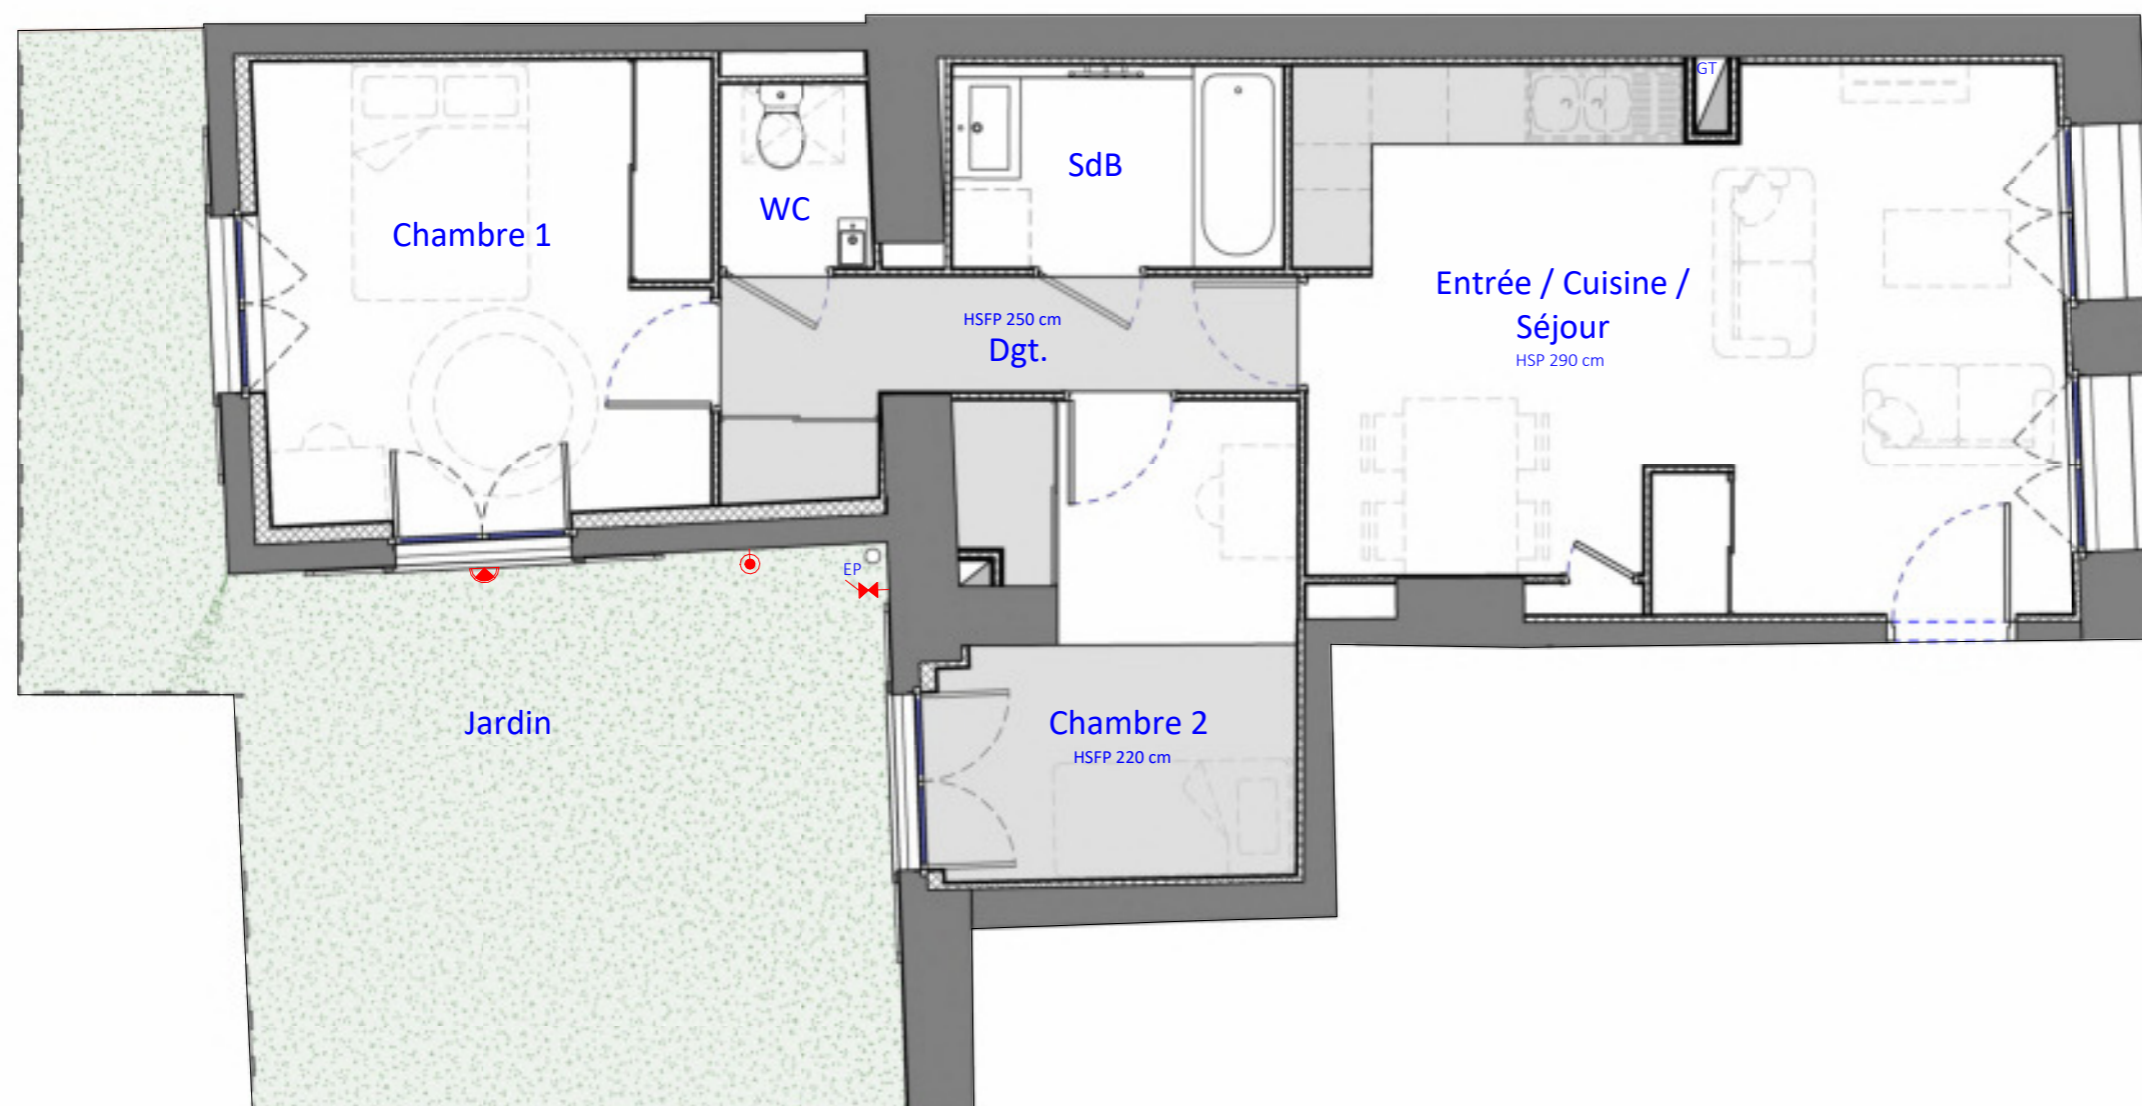 GT
SdB
WC
Chambre 1
Entrée / Cuisine /
Séjour
HSP 290 cm
HSFP 250 cm
Dgt.
EP
Jardin
Chambre 2
HSFP 220 cm